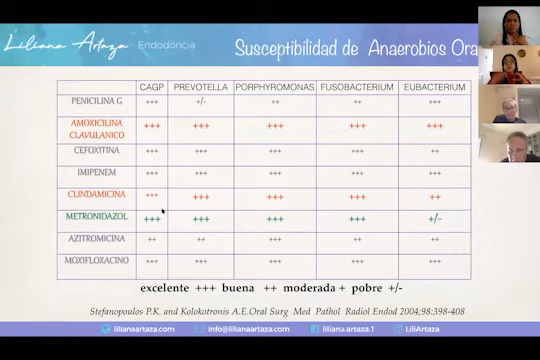 Liliana Artaza Endodoncia
Susceptibilidad de Anaerobios Ora
CAGP PREVOTELLA PORPHYROMONAS FUSOBACTERIUM EUBACTERIUM
PENICILINA G +++ +/- ++ ++ +++
AMOXICILINA
CLAVULANICO +++ +++ +++ +++ +++
CEFOXITINA +++ +++ +++ +++ ++
IMIPENEM +++ +++ +++ +++ +++
CLINDAMICINA +++ +++ +++ +++ ++
METRONIDAZOL +++ +++ +++ +++ +/-
AZITROMICINA ++ ++ +++ ++ ++
MOXIFLOXACINO +++ +++ +++ +++ +++
excelente +++ buena ++ moderada + pobre +/-
Stefanopoulos P.K. and Kolokotronis A.E.Oral Surg Med Pathol Radiol Endod 2004;98:398-408
lilianaartaza.com info@lilianaartaza.com liliana.artaza.1 LiliArtaza